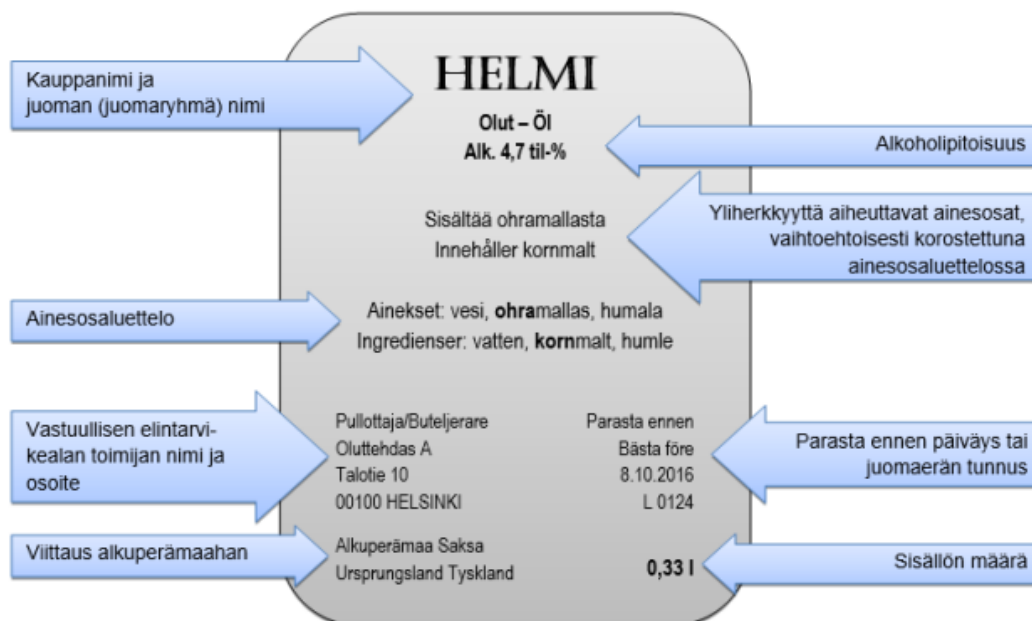 Kauppanimi ja
juoman (juomaryhmä) nimi
HELMI
Olut – Öl
Alk. 4,7 til-%
Alkoholipitoisuus
Sisältää ohramallasta
Innehåller kornmalt
Yliherkkyyttä aiheuttavat ainesosat,
vaihtoehtoisesti korostettuna
ainesosaluettelossa
Ainesosaluettelo
Ainekset: vesi, ohramallas, humala
Ingredienser: vatten, kornmalt, humle
Vastuullisen elintarvi-
kealan toimijan nimi ja
osoite
Pullottaja/Buteljerare
Oluttehdas A
Talotie 10
00100 HELSINKI
Parasta ennen
Bästa före
8.10.2016
L 0124
Parasta ennen päiväys tai
juomaerän tunnus
Viittaus alkuperämaahan
Alkuperämaa Saksa
Ursprungsland Tyskland
0,33 l
Sisällön määrä